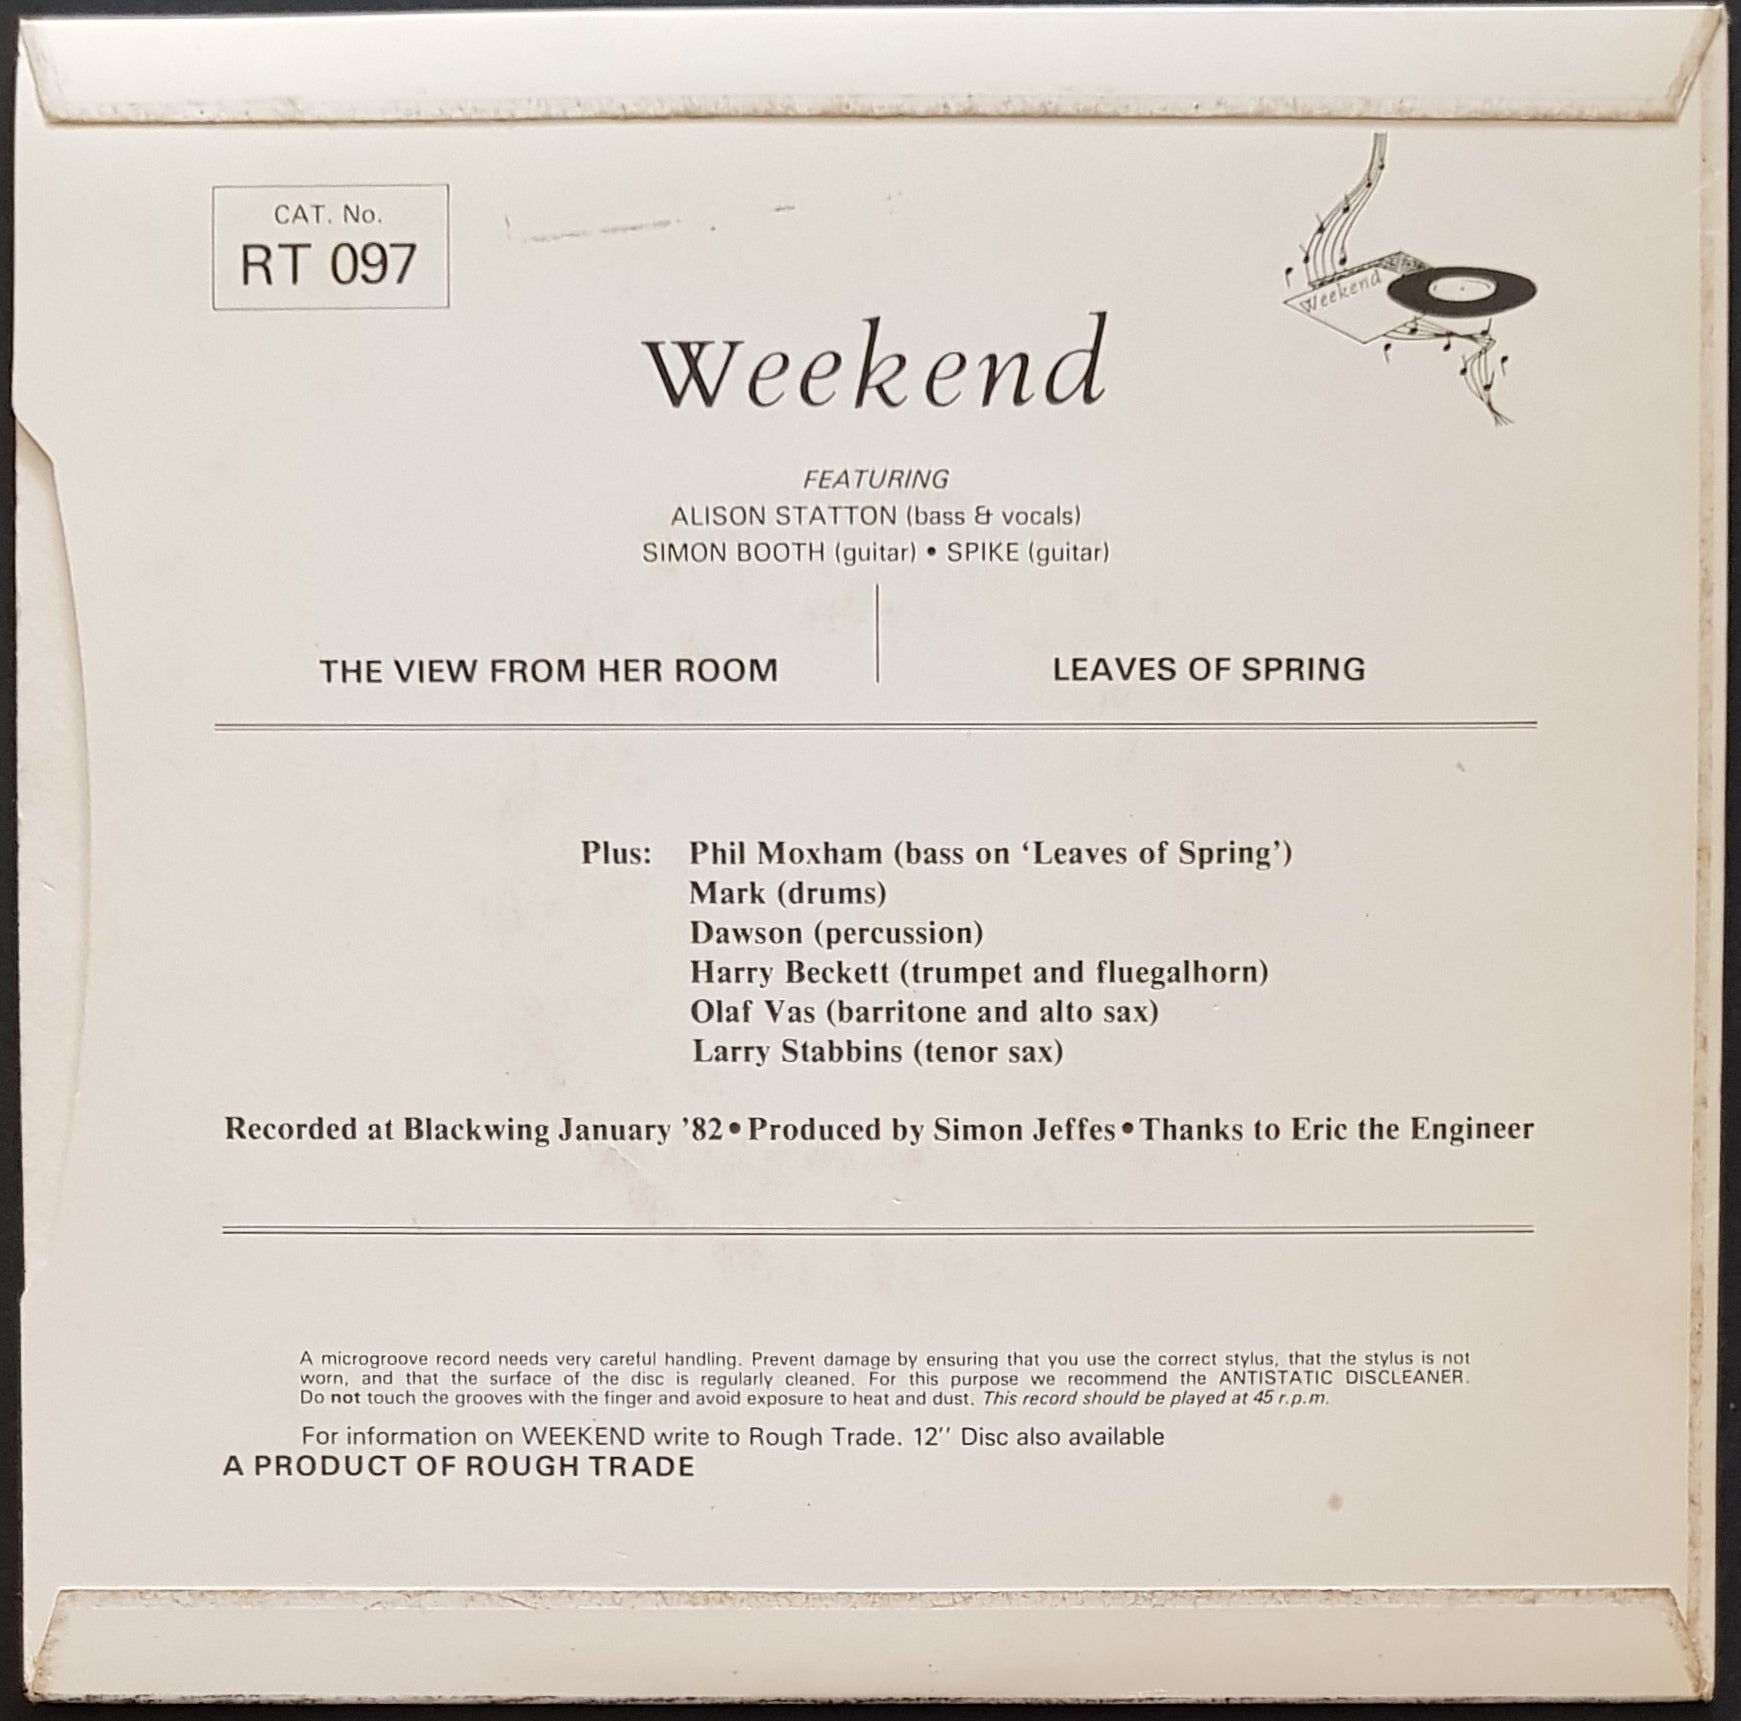 CAT. No.
RT 097
Weekend
Weekend
FEATURING
ALISON STATTON (bass & vocals)
SIMON BOOTH (guitar) • SPIKE (guitar)
THE VIEW FROM HER ROOM
LEAVES OF SPRING
Plus: Phil Moxham (bass on ‘Leaves of Spring’)
Mark (drums)
Dawson (percussion)
Harry Beckett (trumpet and fluegalhorn)
Olaf Vas (barritone and alto sax)
Larry Stabbins (tenor sax)
Recorded at Blackwing January ’82 • Produced by Simon Jeffes • Thanks to Eric the Engineer
A microgroove record needs very careful handling. Prevent damage by ensuring that you use the correct stylus, that the stylus is not
worn, and that the surface of the disc is regularly cleaned. For this purpose we recommend the ANTISTATIC DISCLEANER.
Do not touch the grooves with the finger and avoid exposure to heat and dust. This record should be played at 45 r.p.m.
For information on WEEKEND write to Rough Trade. 12′′ Disc also available
A PRODUCT OF ROUGH TRADE